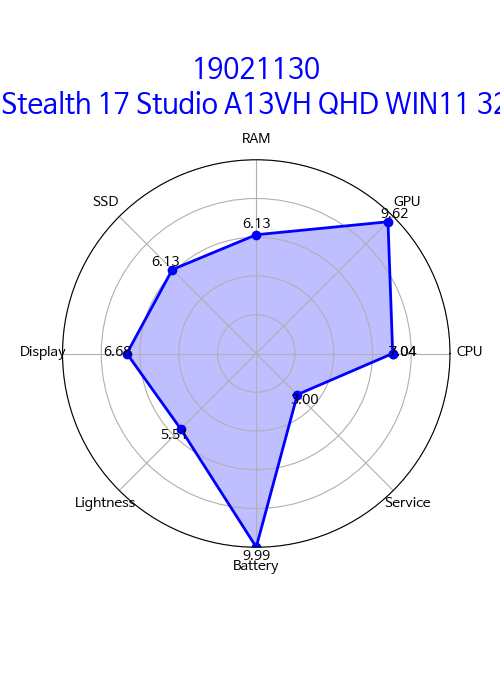 19021130
Stealth 17 Studio A13VH QHD WIN11 32
RAM
SSD
GPU
9.62
6.13
6.13
Display
6.68
7.04
CPU
5.51
3.00
Lightness
Service
9.99
Battery